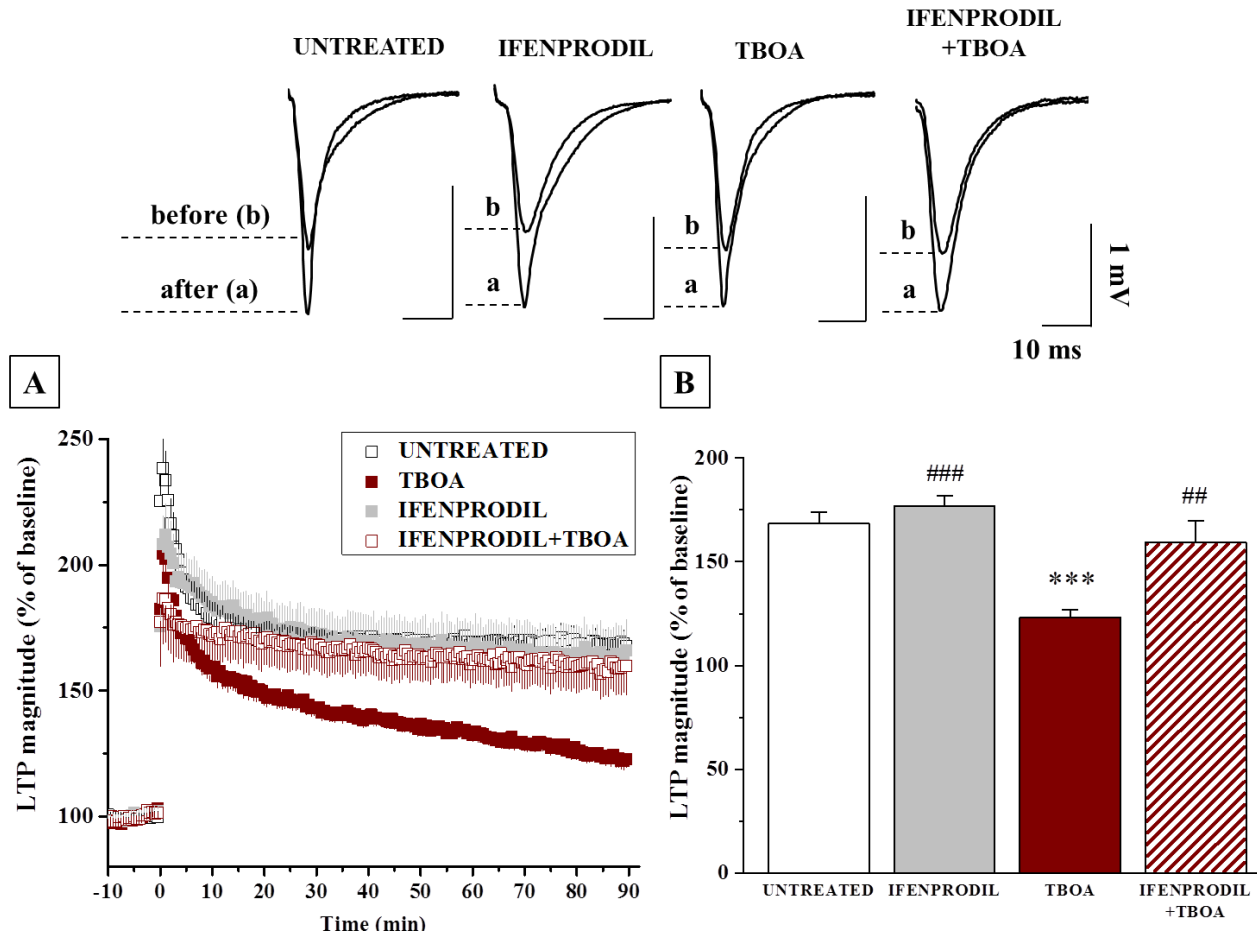 UNTREATED
IFENPRODIL
TBOA
IFENPRODIL
+TBOA
before (b)
after (a)
b
a
b
a
b
a
1 mV
10 ms
A
LTP magnitude (% of baseline)
250
200
150
100
-10
0
10
20
30
40
50
60
70
80
90
Time (min)
UNTREATED
TBOA
IFENPRODIL
IFENPRODIL+TBOA
B
LTP magnitude (% of baseline)
200
150
100
50
0
###
***
##
UNTREATED
IFENPRODIL
TBOA
IFENPRODIL
+TBOA